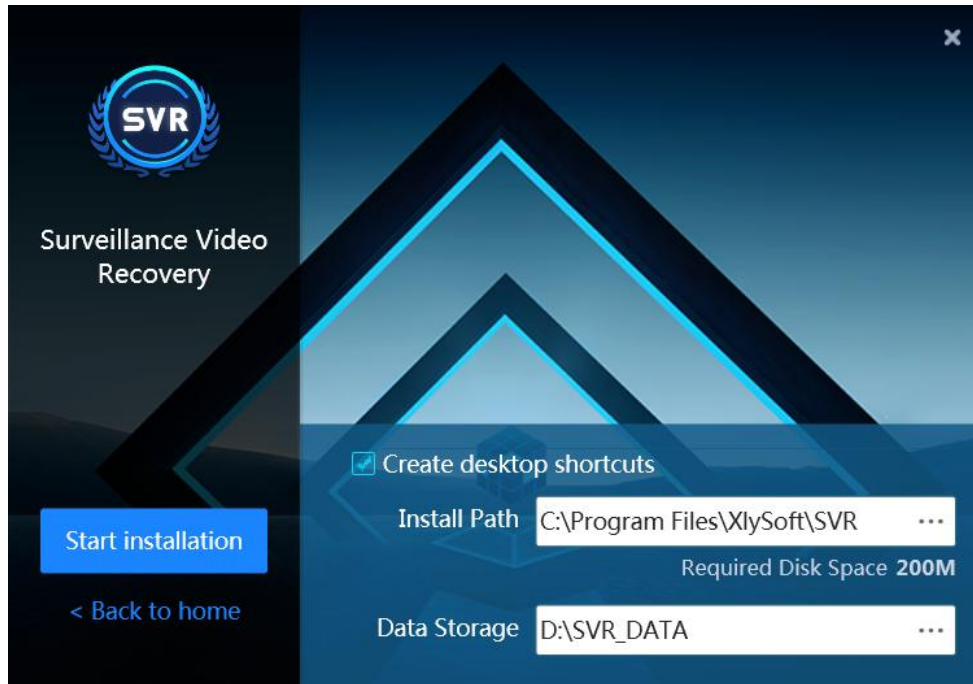 SVR
Surveillance Video
Recovery
Start installation
< Back to home
Create desktop shortcuts
Install Path C:\Program Files\XlySoft\SVR ...
Required Disk Space 200M
Data Storage D:\SVR_DATA ...